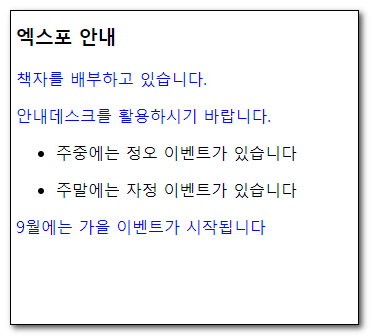 엑스포 안내
책자를 배부하고 있습니다.
안내데스크를 활용하시기 바랍니다.
• 주중에는 정오 이벤트가 있습니다
• 주말에는 자정 이벤트가 있습니다
9월에는 가을 이벤트가 시작됩니다